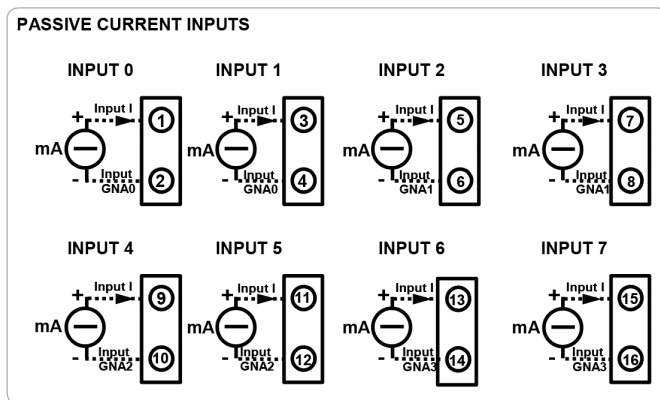 PASSIVE CURRENT INPUTS
INPUT 0 INPUT 1 INPUT 2 INPUT 3
+ Input I 1 + Input I 3 + Input I 5 + Input I 7
mA mA mA mA
- Input GNA0 2 - Input GNA0 4 - Input GNA1 6 - Input GNA1 8
INPUT 4 INPUT 5 INPUT 6 INPUT 7
+ Input I 9 + Input I 11 + Input I 13 + Input I 15
mA mA mA mA
- Input GNA2 10 - Input GNA2 12 - Input GNA3 14 - Input GNA3 16